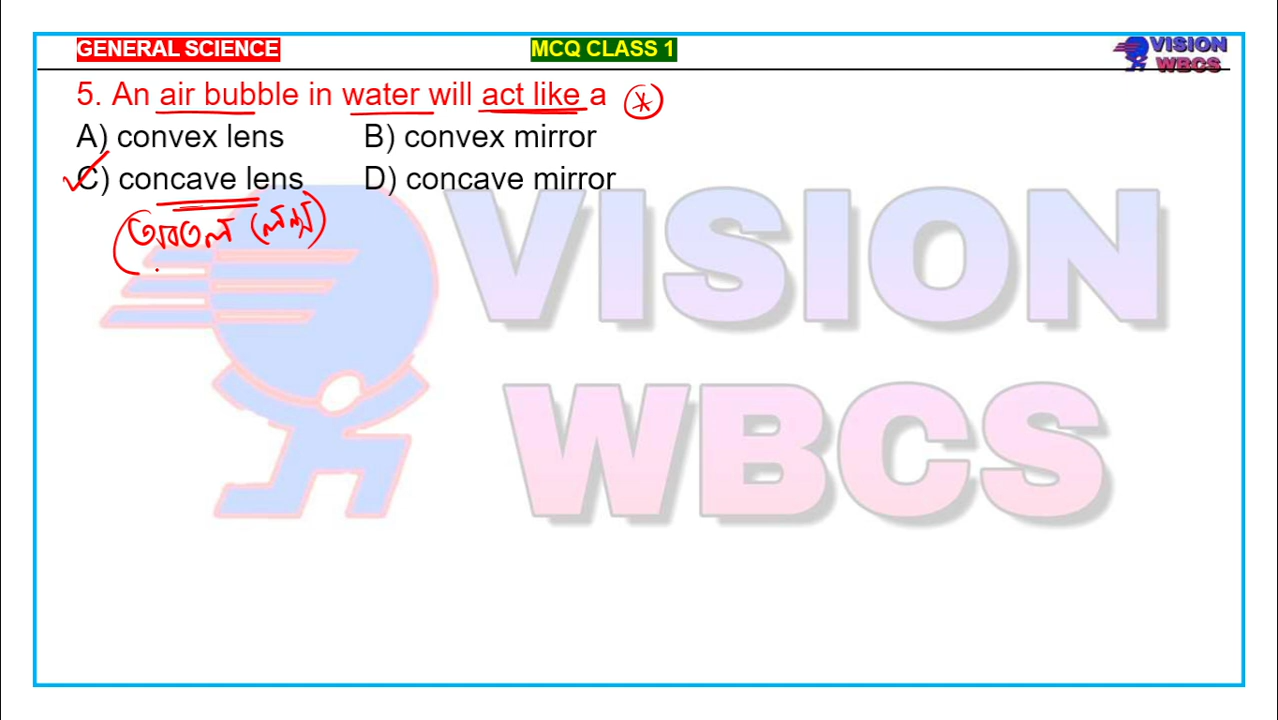 GENERAL SCIENCE MCQ CLASS 1 VISION WBCS
5. An air bubble in water will act like a
A) convex lens B) convex mirror
C) concave lens D) concave mirror
(অবতল লেন্স)
VISION
WBCS